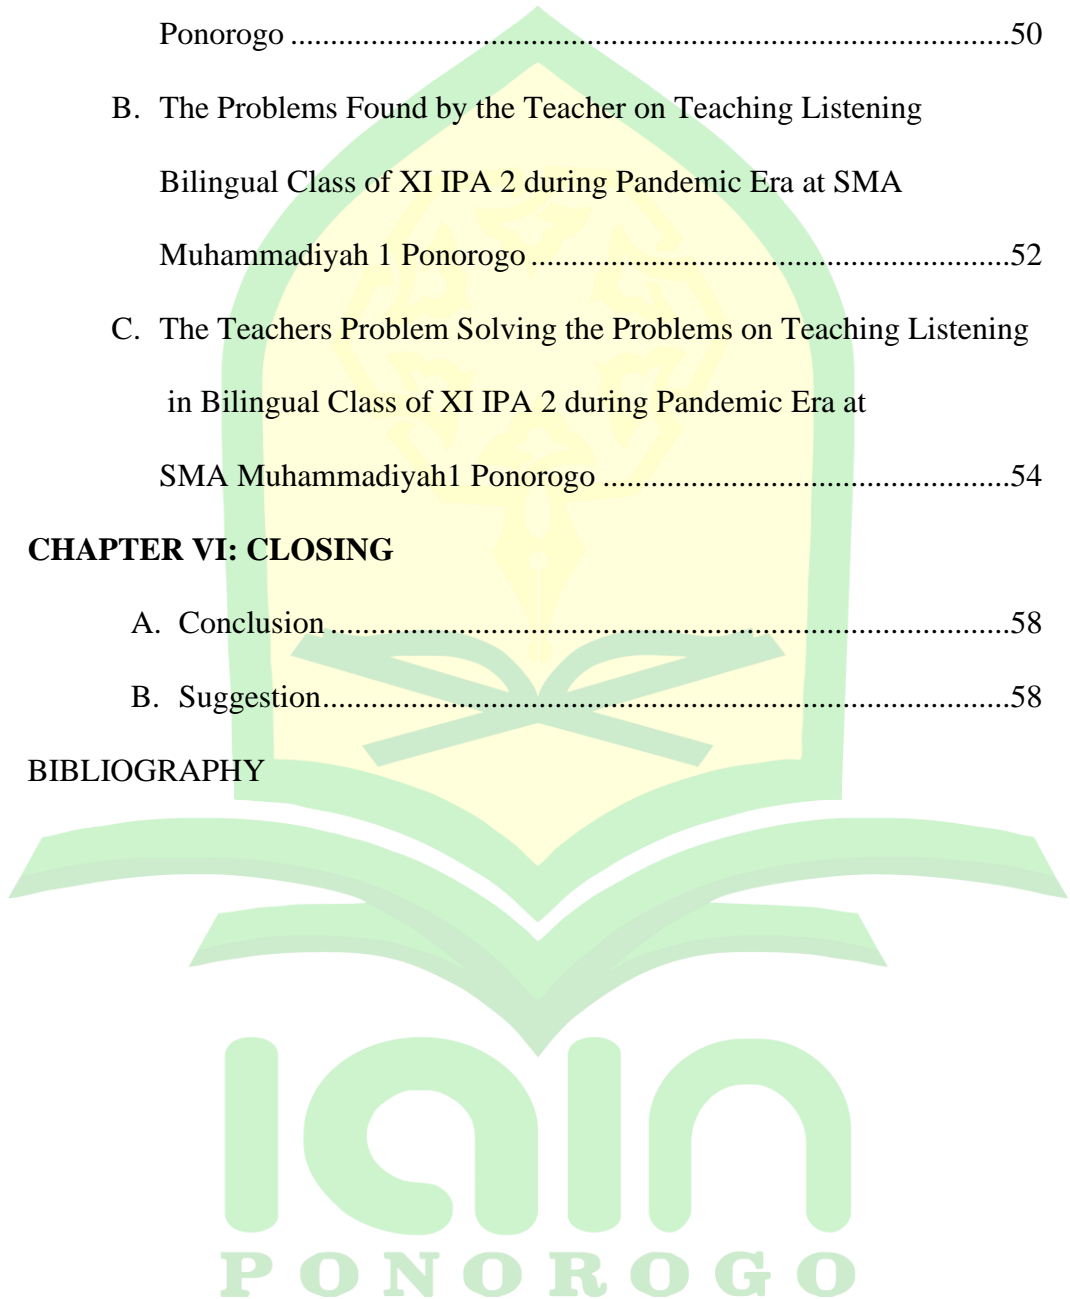 Ponorogo ........................................................................................50
B. The Problems Found by the Teacher on Teaching Listening
Bilingual Class of XI IPA 2 during Pandemic Era at SMA
Muhammadiyah 1 Ponorogo ...........................................................52
C. The Teachers Problem Solving the Problems on Teaching Listening
in Bilingual Class of XI IPA 2 during Pandemic Era at
SMA Muhammadiyah1 Ponorogo ..................................................54
CHAPTER VI: CLOSING
A. Conclusion ...................................................................................58
B. Suggestion....................................................................................58
BIBLIOGRAPHY
iain
PONOROGO